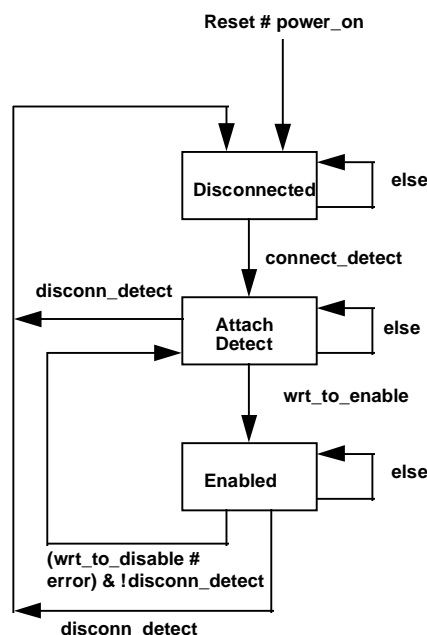 Reset # power_on
Disconnected
else
connect_detect
disconn_detect
Attach
Detect
else
wrt_to_enable
Enabled
else
(wrt_to_disable #
error) & !disconn_detect
disconn_detect